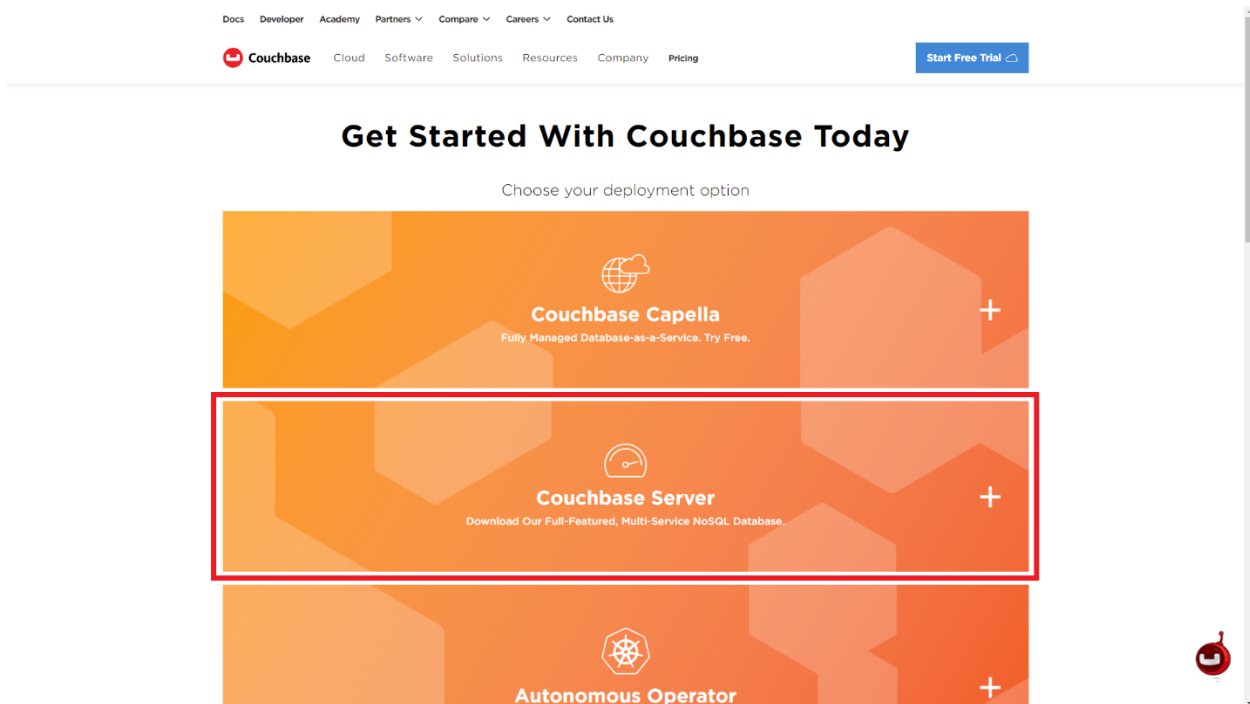 Docs Developer Academy Partners Compare Careers Contact Us
Couchbase Cloud Software Solutions Resources Company Pricing Start Free Trial
Get Started With Couchbase Today
Choose your deployment option
Couchbase Capella
Fully Managed Database-as-a-Service. Try Free.
Couchbase Server
Download Our Full-Featured, Multi-Service NoSQL Database.
Autonomous Operator